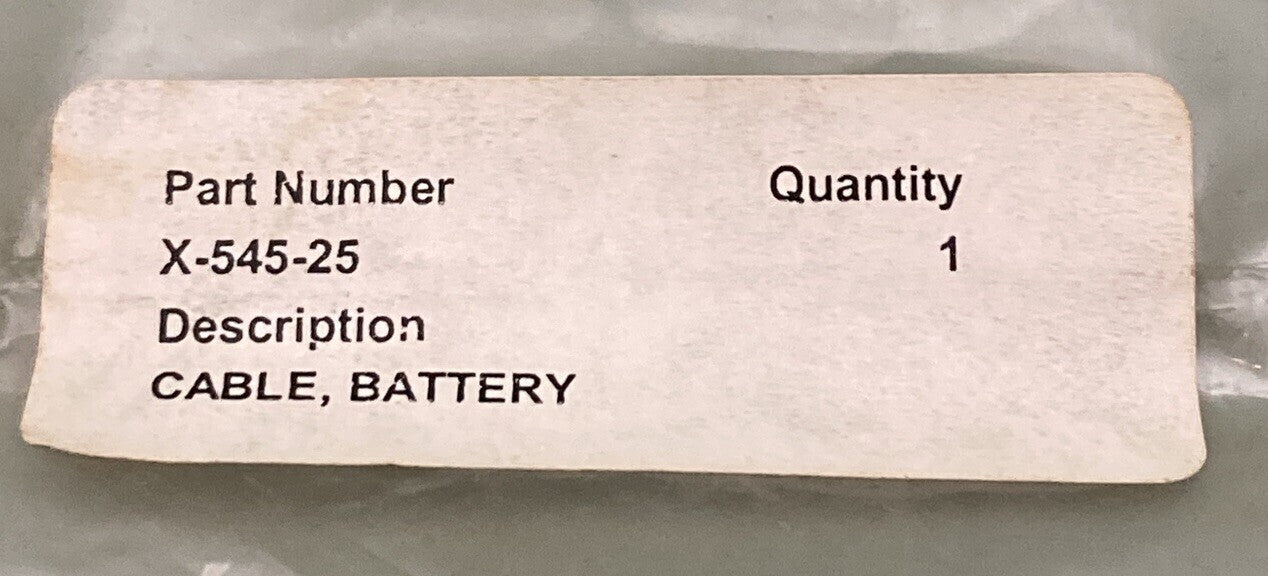 Part Number Quantity
X-545-25 1
Description
CABLE, BATTERY